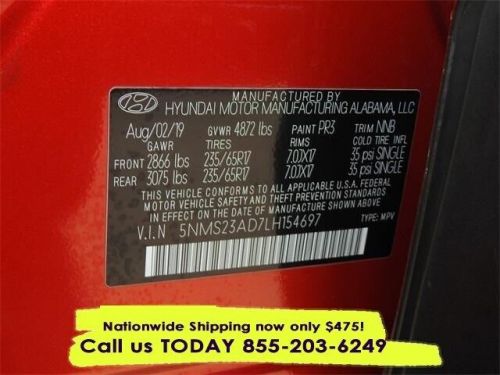 MANUFACTURED BY
HYUNDAI MOTOR MANUFACTURING ALABAMA, LLC
Aug/02/19 GVWR 4872 lbs PAINT PR3 TRIM NNB
GAWR TIRES RIMS COLD TIRE INFL
FRONT 2866 lbs 235/65R17 7.0JX17 35 psi SINGLE
REAR 3075 lbs 235/65R17 7.0JX17 35 psi SINGLE
THIS VEHICLE CONFORMS TO ALL APPLICABLE U.S.A. FEDERAL
MOTOR VEHICLE SAFETY AND THEFT PREVENTION STANDARDS
IN EFFECT ON THE DATE OF MANUFACTURE SHOWN ABOVE.
V.I.N 5NMS23AD7LH154697 TYPE: MPV
Nationwide Shipping now only $475!
Call us TODAY 855-203-6249